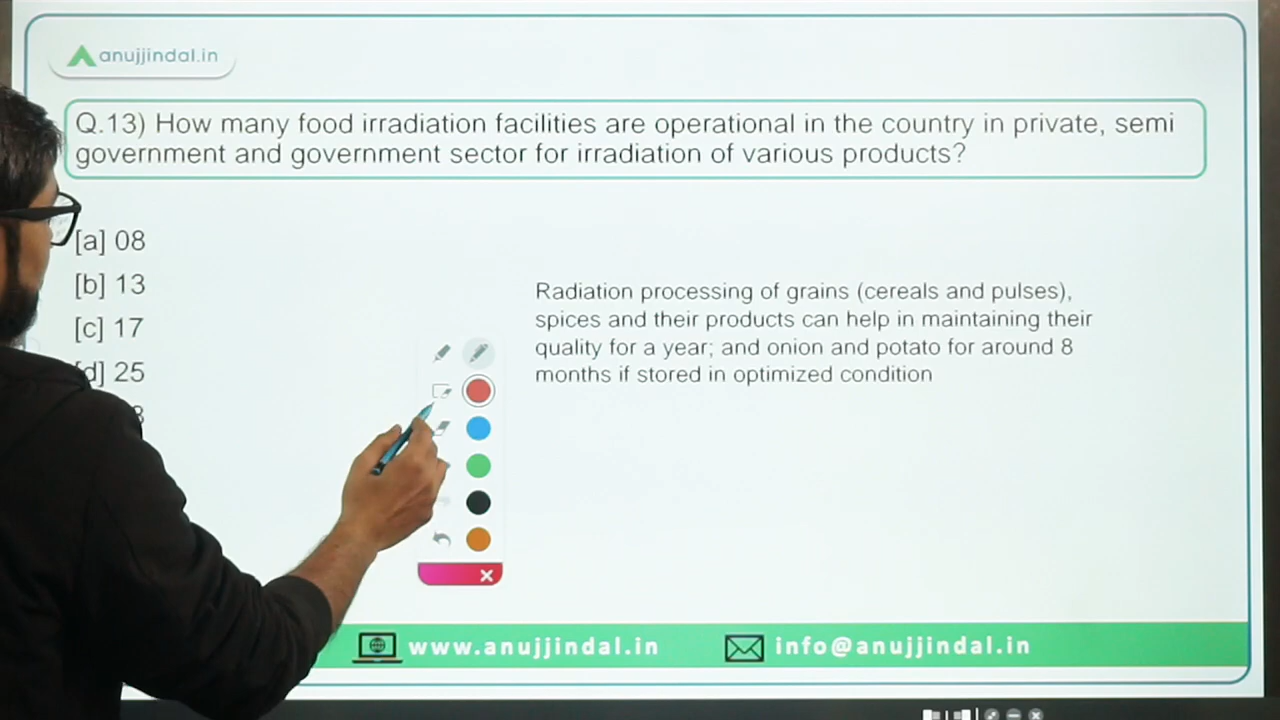 anujjindal.in
Q.13) How many food irradiation facilities are operational in the country in private, semi
government and government sector for irradiation of various products?
[a] 08
[b] 13
[c] 17
[d] 25
Radiation processing of grains (cereals and pulses),
spices and their products can help in maintaining their
quality for a year; and onion and potato for around 8
months if stored in optimized condition
www.anujjindal.in
info@anujjindal.in